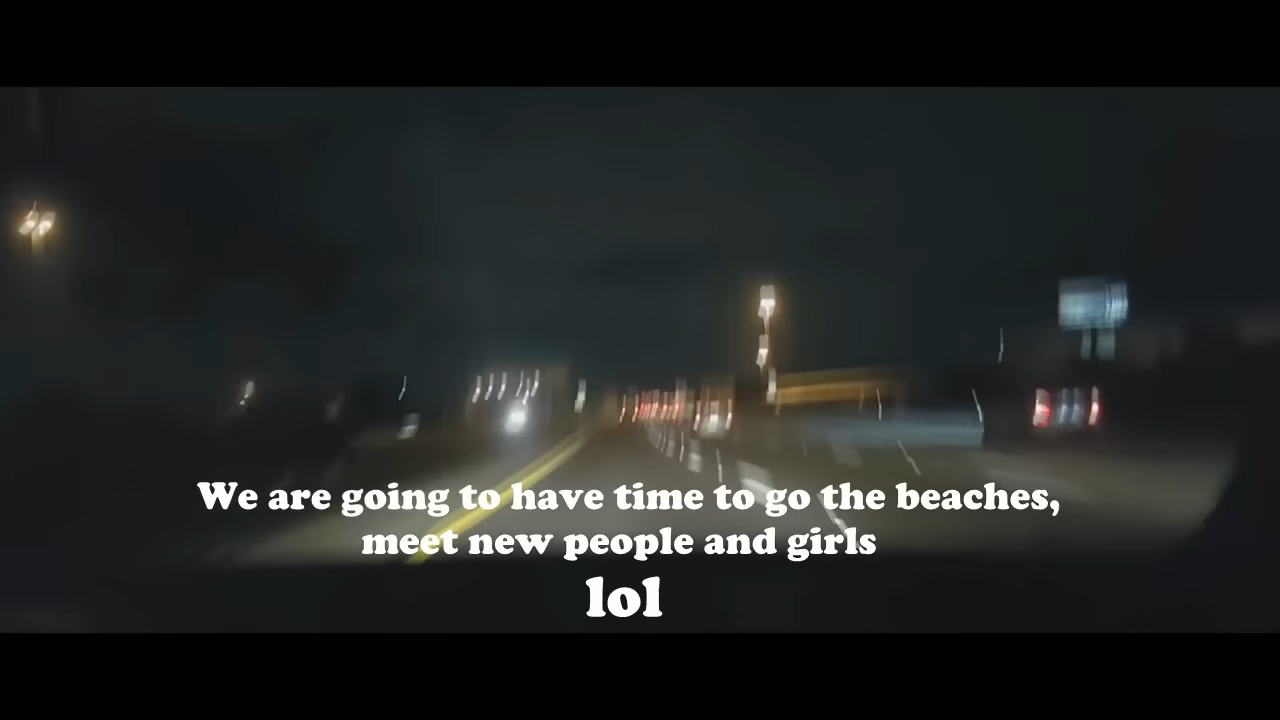 We are going to have time to go the beaches,
meet new people and girls
lol